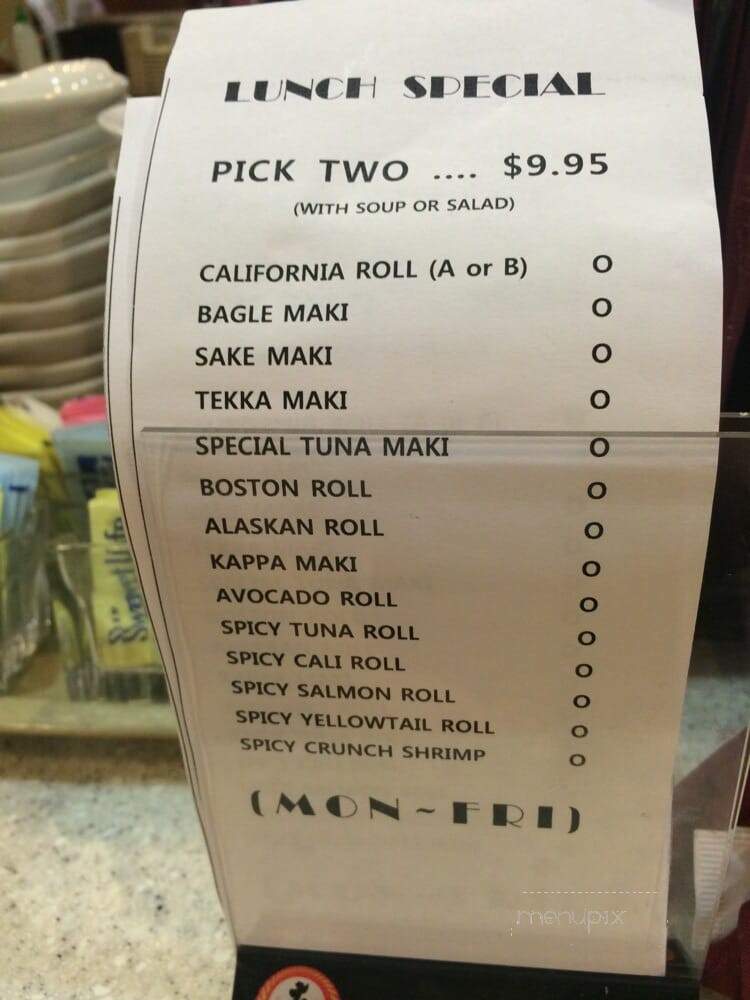 LUNCH SPECIAL
PICK TWO .... $9.95
(WITH SOUP OR SALAD)
CALIFORNIA ROLL (A or B) O
BAGLE MAKI O
SAKE MAKI O
TEKKA MAKI O
SPECIAL TUNA MAKI O
BOSTON ROLL O
ALASKAN ROLL O
KAPPA MAKI O
AVOCADO ROLL O
SPICY TUNA ROLL O
SPICY CALI ROLL O
SPICY SALMON ROLL O
SPICY YELLOWTAIL ROLL O
SPICY CRUNCH SHRIMP O
(MON~FRI)
menupix